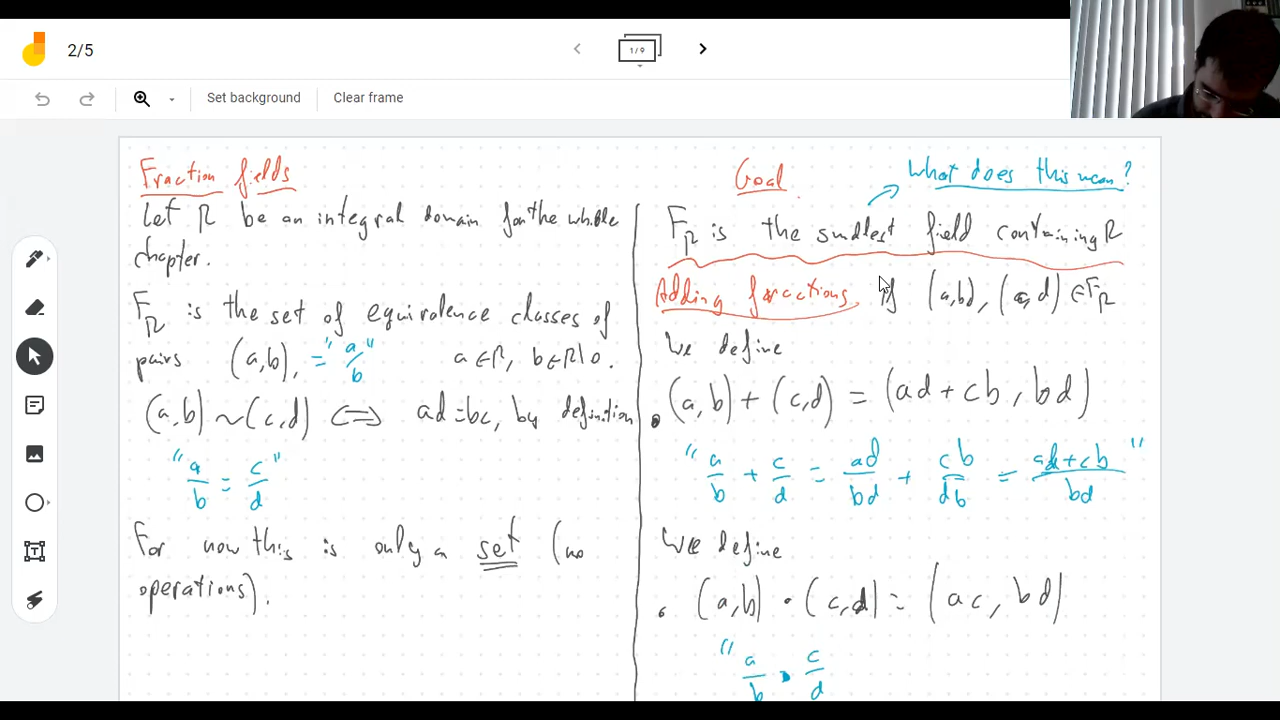 2/5
1/9
Set background
Clear frame
Fraction fields
Let R be an integral domain for the whole
chapter.
F_R is the set of equivalence classes of
pairs (a,b), = "a/b" a∈R, b∈R\0.
(a,b) ~ (c,d) ⟺ ad=bc, by definition
"a/b = c/d"
For now this is only a set (no
operations).
Goal
What does this mean?
F_R is the smallest field containing R
Adding fractions If (a,b), (c,d) ∈ F_R
We define
• (a,b) + (c,d) = (ad+cb, bd)
"a/b + c/d = ad/bd + cb/db = ad+cb/bd"
We define
• (a,b) • (c,d) = (ac, bd)
"a/b • c/d